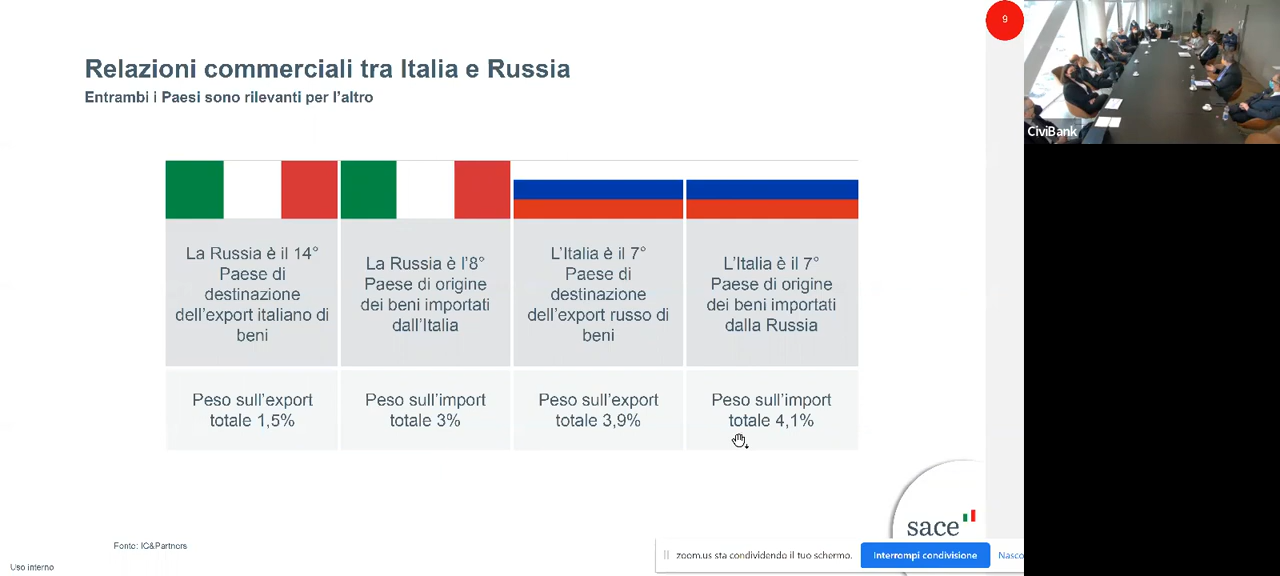 9
CiviBank
Relazioni commerciali tra Italia e Russia
Entrambi i Paesi sono rilevanti per l'altro
La Russia è il 14°
Paese di
destinazione
dell'export italiano di
beni
La Russia è l'8°
Paese di origine
dei beni importati
dall'Italia
L'Italia è il 7°
Paese di
destinazione
dell'export russo di
beni
L'Italia è il 7°
Paese di origine
dei beni importati
dalla Russia
Peso sull'export
totale 1,5%
Peso sull'import
totale 3%
Peso sull'export
totale 3,9%
Peso sull'import
totale 4,1%
sace
Fonte: IC&Partners
Uso interno
zoom.us sta condividendo il tuo schermo.
Interrompi condivisione
Nasco